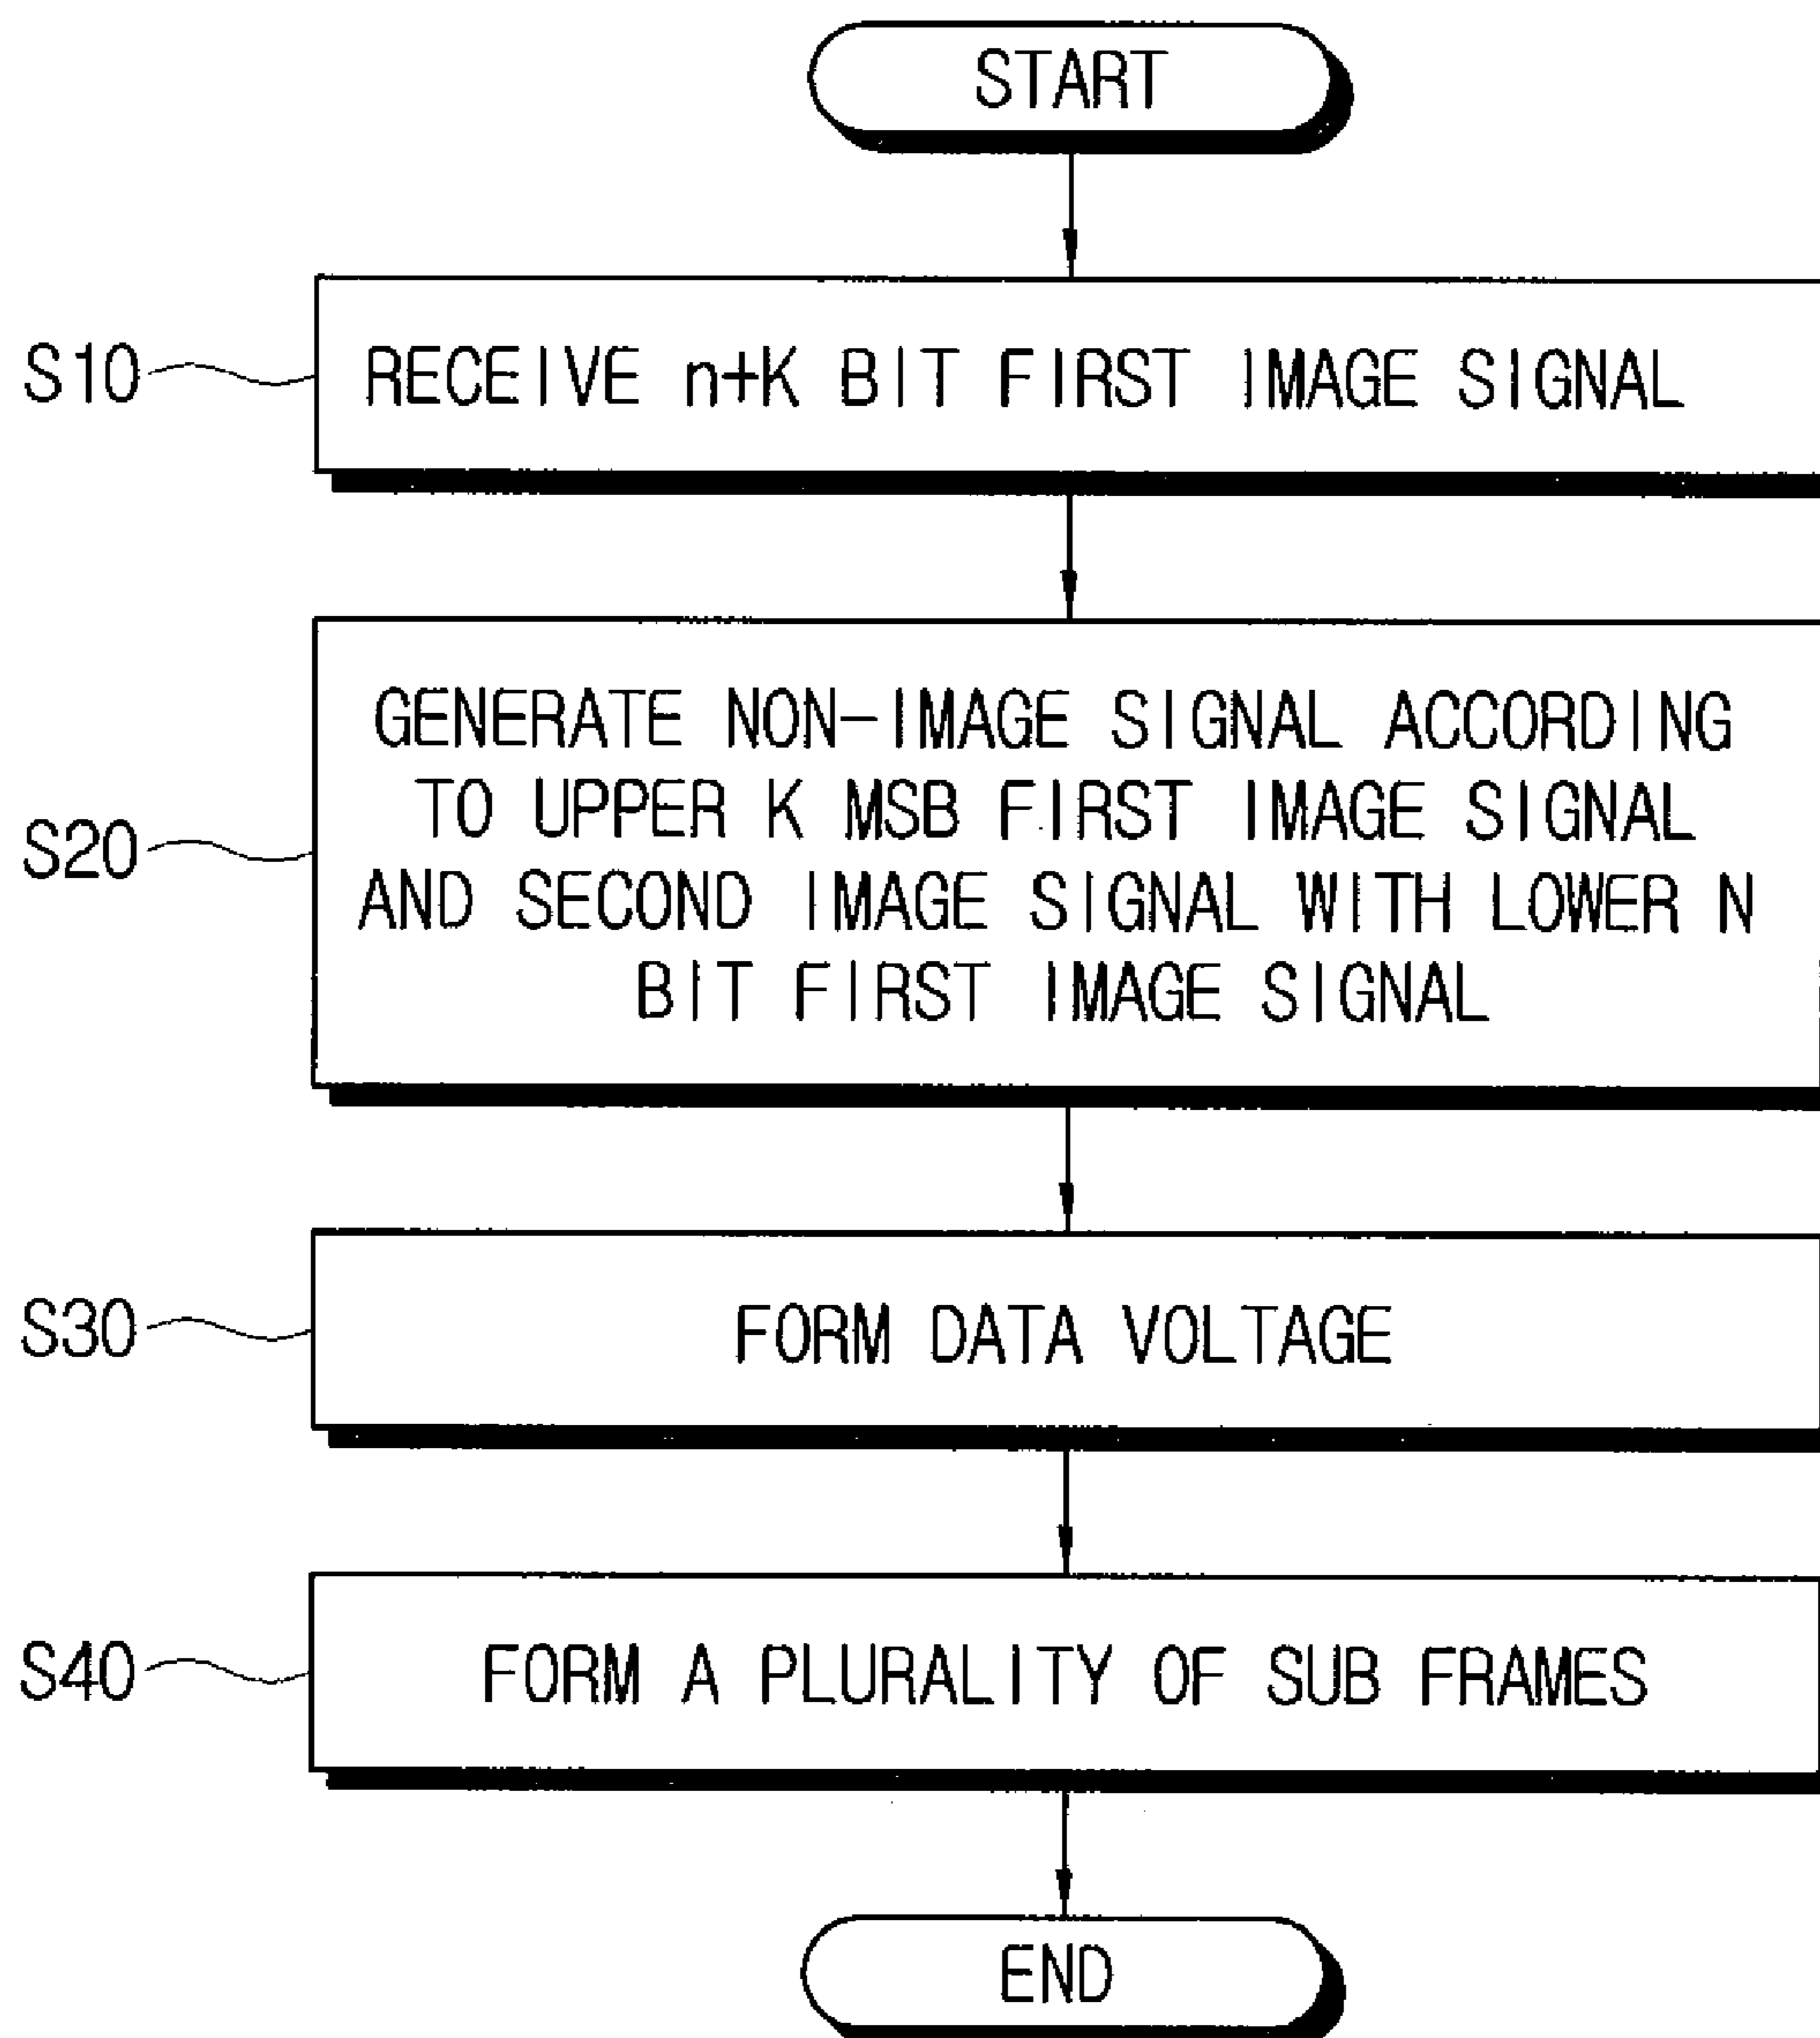 START
S10
RECEIVE n+K BIT FIRST IMAGE SIGNAL
S20
GENERATE NON-IMAGE SIGNAL ACCORDING
TO UPPER K MSB FIRST IMAGE SIGNAL
AND SECOND IMAGE SIGNAL WITH LOWER N
BIT FIRST IMAGE SIGNAL
S30
FORM DATA VOLTAGE
S40
FORM A PLURALITY OF SUB FRAMES
END